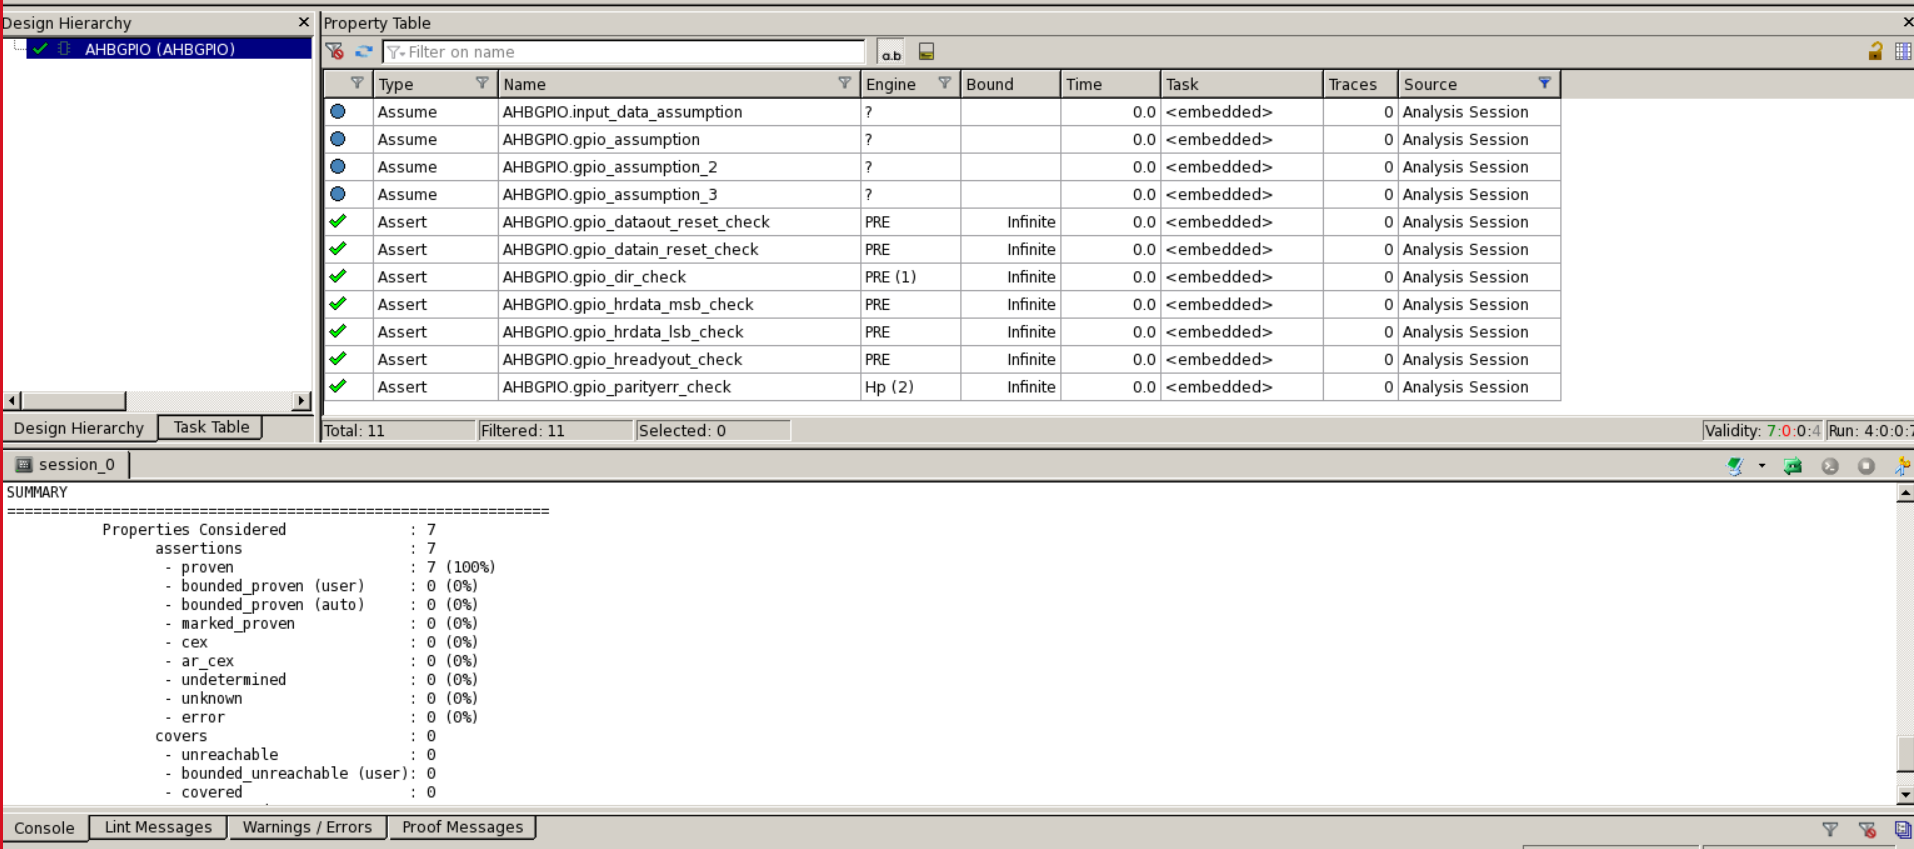 Design Hierarchy
AHBGPIO (AHBGPIO)
Design Hierarchy Task Table
Property Table
Filter on name
a.b
Type Name Engine Bound Time Task Traces Source
Assume AHBGPIO.input_data_assumption ? 0.0 <embedded> 0 Analysis Session
Assume AHBGPIO.gpio_assumption ? 0.0 <embedded> 0 Analysis Session
Assume AHBGPIO.gpio_assumption_2 ? 0.0 <embedded> 0 Analysis Session
Assume AHBGPIO.gpio_assumption_3 ? 0.0 <embedded> 0 Analysis Session
Assert AHBGPIO.gpio_dataout_reset_check PRE Infinite 0.0 <embedded> 0 Analysis Session
Assert AHBGPIO.gpio_datain_reset_check PRE Infinite 0.0 <embedded> 0 Analysis Session
Assert AHBGPIO.gpio_dir_check PRE (1) Infinite 0.0 <embedded> 0 Analysis Session
Assert AHBGPIO.gpio_hrdata_msb_check PRE Infinite 0.0 <embedded> 0 Analysis Session
Assert AHBGPIO.gpio_hrdata_lsb_check PRE Infinite 0.0 <embedded> 0 Analysis Session
Assert AHBGPIO.gpio_hreadyout_check PRE Infinite 0.0 <embedded> 0 Analysis Session
Assert AHBGPIO.gpio_parityerr_check Hp (2) Infinite 0.0 <embedded> 0 Analysis Session
Total: 11 Filtered: 11 Selected: 0 Validity: 7:0:0:4 Run: 4:0:0:7
session_0
SUMMARY
==============================================================
Properties Considered : 7
assertions : 7
- proven : 7 (100%)
- bounded_proven (user) : 0 (0%)
- bounded_proven (auto) : 0 (0%)
- marked_proven : 0 (0%)
- cex : 0 (0%)
- ar_cex : 0 (0%)
- undetermined : 0 (0%)
- unknown : 0 (0%)
- error : 0 (0%)
covers : 0
- unreachable : 0
- bounded_unreachable (user): 0
- covered : 0
Console Lint Messages Warnings / Errors Proof Messages